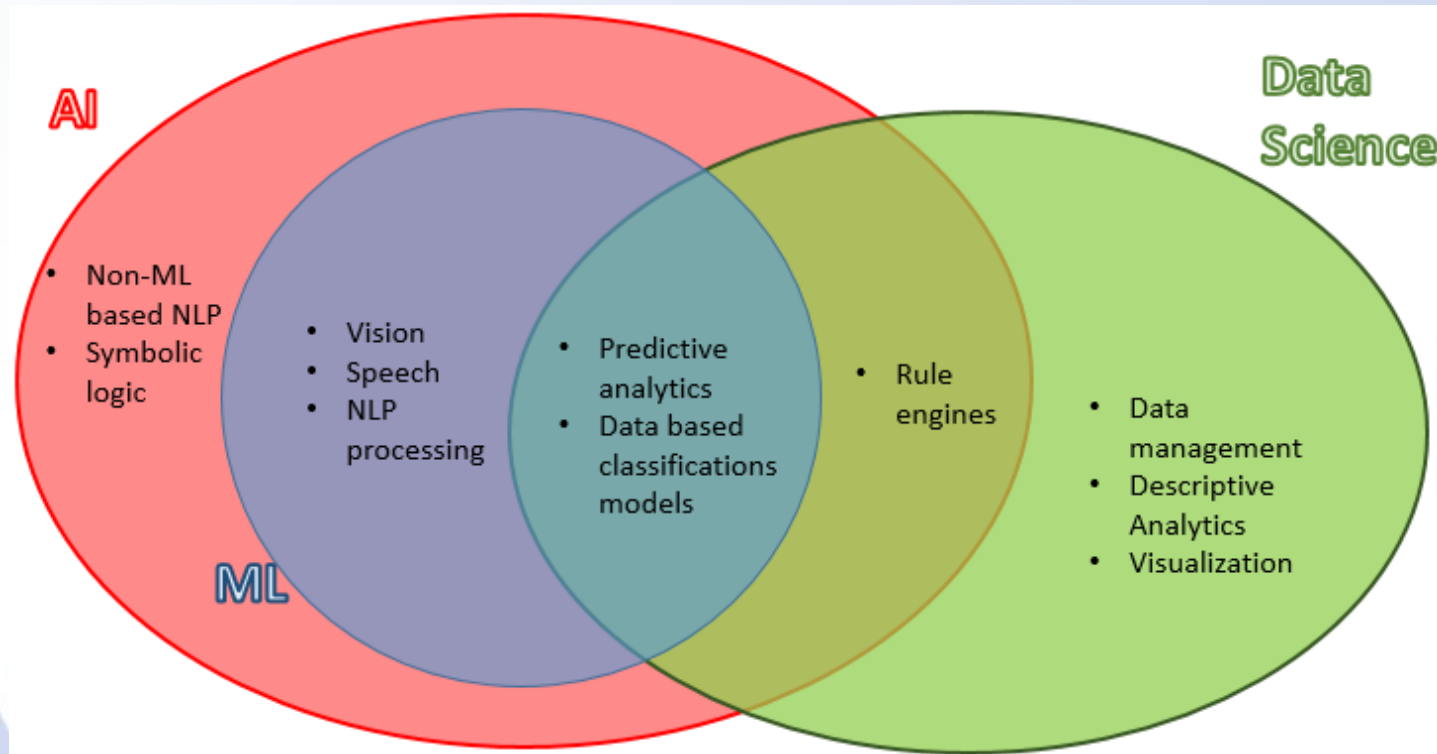 AI
Data
Science
• Non-ML
based NLP
• Symbolic
logic
• Vision
• Speech
• NLP
processing
• Predictive
analytics
• Data based
classifications
models
• Rule
engines
• Data
management
• Descriptive
Analytics
• Visualization
ML